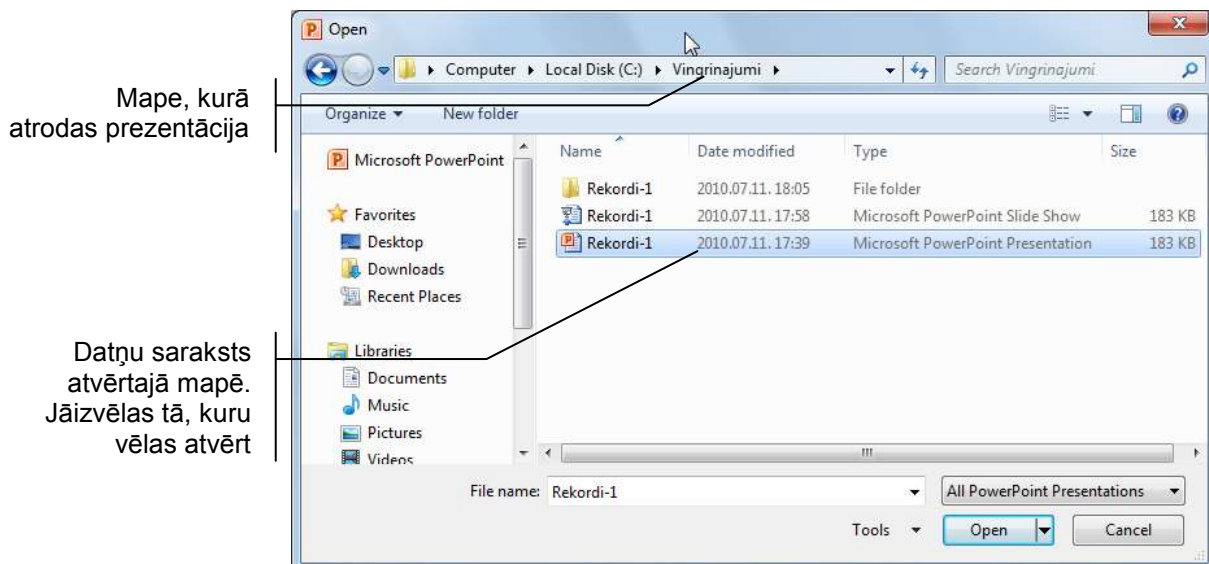 Open
Computer Local Disk (C:) Vingrinajumi
Search Vingrinajumi
Mape, kurā
atrodas prezentācija
Organize New folder
Microsoft PowerPoint
Favorites
Desktop
Downloads
Recent Places
Libraries
Documents
Music
Pictures
Videos
Name Date modified Type Size
Rekordi-1 2010.07.11. 18:05 File folder
Rekordi-1 2010.07.11. 17:58 Microsoft PowerPoint Slide Show 183 KB
Rekordi-1 2010.07.11. 17:39 Microsoft PowerPoint Presentation 183 KB
Datņu saraksts
atvērtajā mapē.
Jāizvēlas tā, kuru
vēlas atvērt
File name: Rekordi-1 All PowerPoint Presentations
Tools Open Cancel